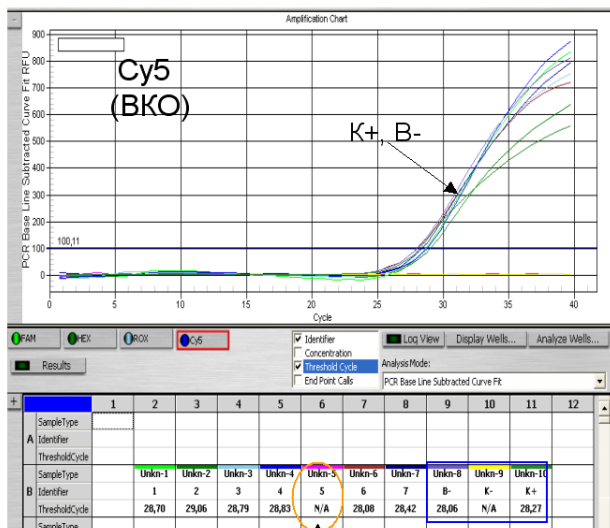 Amplification Chart
PCR Base Line Subtracted Curve Fit RFU
900
800
700
600
500
400
300
200
100
0
Cy5
(ВКО)
К+, В-
100,11
0 5 10 15 20 25 30 35 40
Cycle
FAM HEX ROX Cy5
Results
Identifier
Concentration
Threshold Cycle
End Point Calls
Log View Display Wells... Analyze Wells...
Analysis Mode:
PCR Base Line Subtracted Curve Fit
1 2 3 4 5 6 7 8 9 10 11 12
SampleType
A Identifier
ThresholdCycle
SampleType Unkn-1 Unkn-2 Unkn-3 Unkn-4 Unkn-5 Unkn-6 Unkn-7 Unkn-8 Unkn-9 Unkn-10
B Identifier 1 2 3 4 5 6 7 B- K- K+
ThresholdCycle 28,70 29,06 28,79 28,83 N/A 28,08 28,42 28,06 N/A 28,27
SampleType